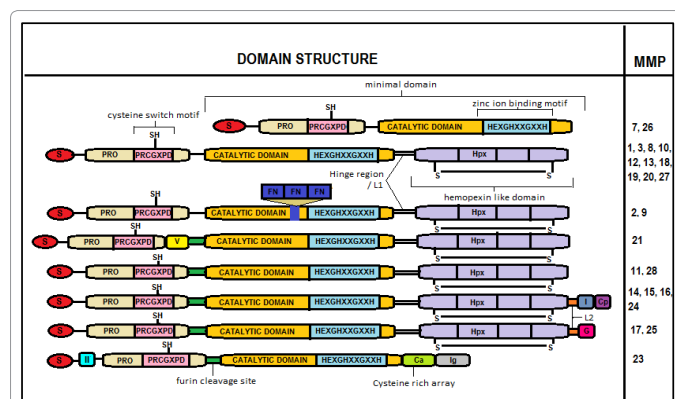 DOMAIN STRUCTURE MMP
minimal domain
cysteine switch motif zinc ion binding motif
SH
S PRO PRCGXPD CATALYTIC DOMAIN HEXGHXXGXXH 7, 26
SH
S PRO PRCGXPD CATALYTIC DOMAIN HEXGHXXGXXH Hpx 1, 3, 8, 10,
12, 13, 18,
19, 20, 27
S S
Hinge region
/ L1
hemopexin like domain
FN FN FN
SH
S PRO PRCGXPD CATALYTIC DOMAIN HEXGHXXGXXH Hpx 2, 9
S S
SH
S PRO PRCGXPD V CATALYTIC DOMAIN HEXGHXXGXXH Hpx 21
S S
SH
S PRO PRCGXPD CATALYTIC DOMAIN HEXGHXXGXXH Hpx 11, 28
S S
SH
S PRO PRCGXPD CATALYTIC DOMAIN HEXGHXXGXXH Hpx I Cp 14, 15, 16,
24
S S
L2
SH
S PRO PRCGXPD CATALYTIC DOMAIN HEXGHXXGXXH Hpx G 17, 25
S S
SH
S II PRO PRCGXPD CATALYTIC DOMAIN HEXGHXXGXXH Ca Ig 23
furin cleavage site Cysteine rich array